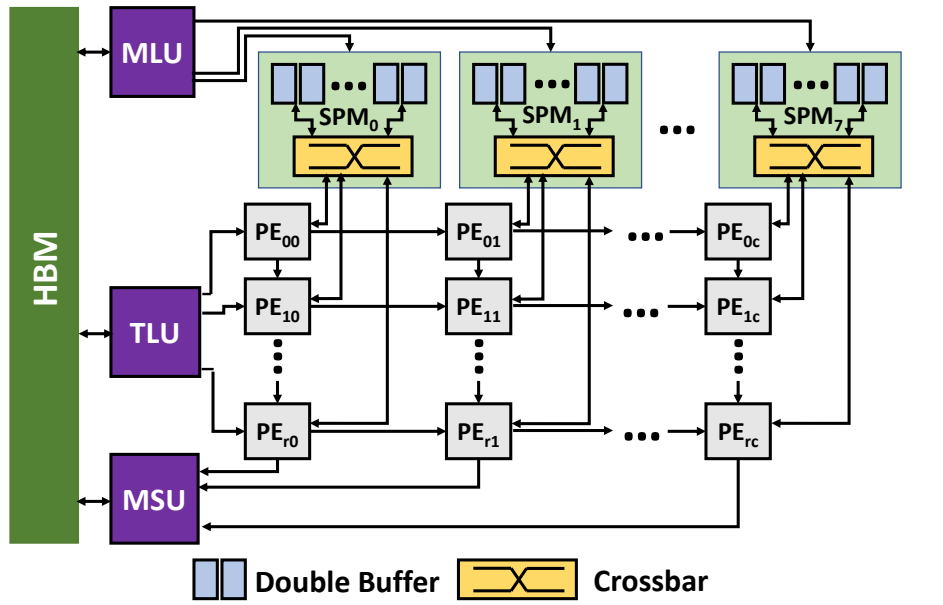 HBM
MLU
SPM₀
SPM₁
SPM₇
PE₀₀
PE₀₁
PE₀c
TLU
PE₁₀
PE₁₁
PE₁c
PEr₀
PEr₁
PErc
MSU
Double Buffer
Crossbar